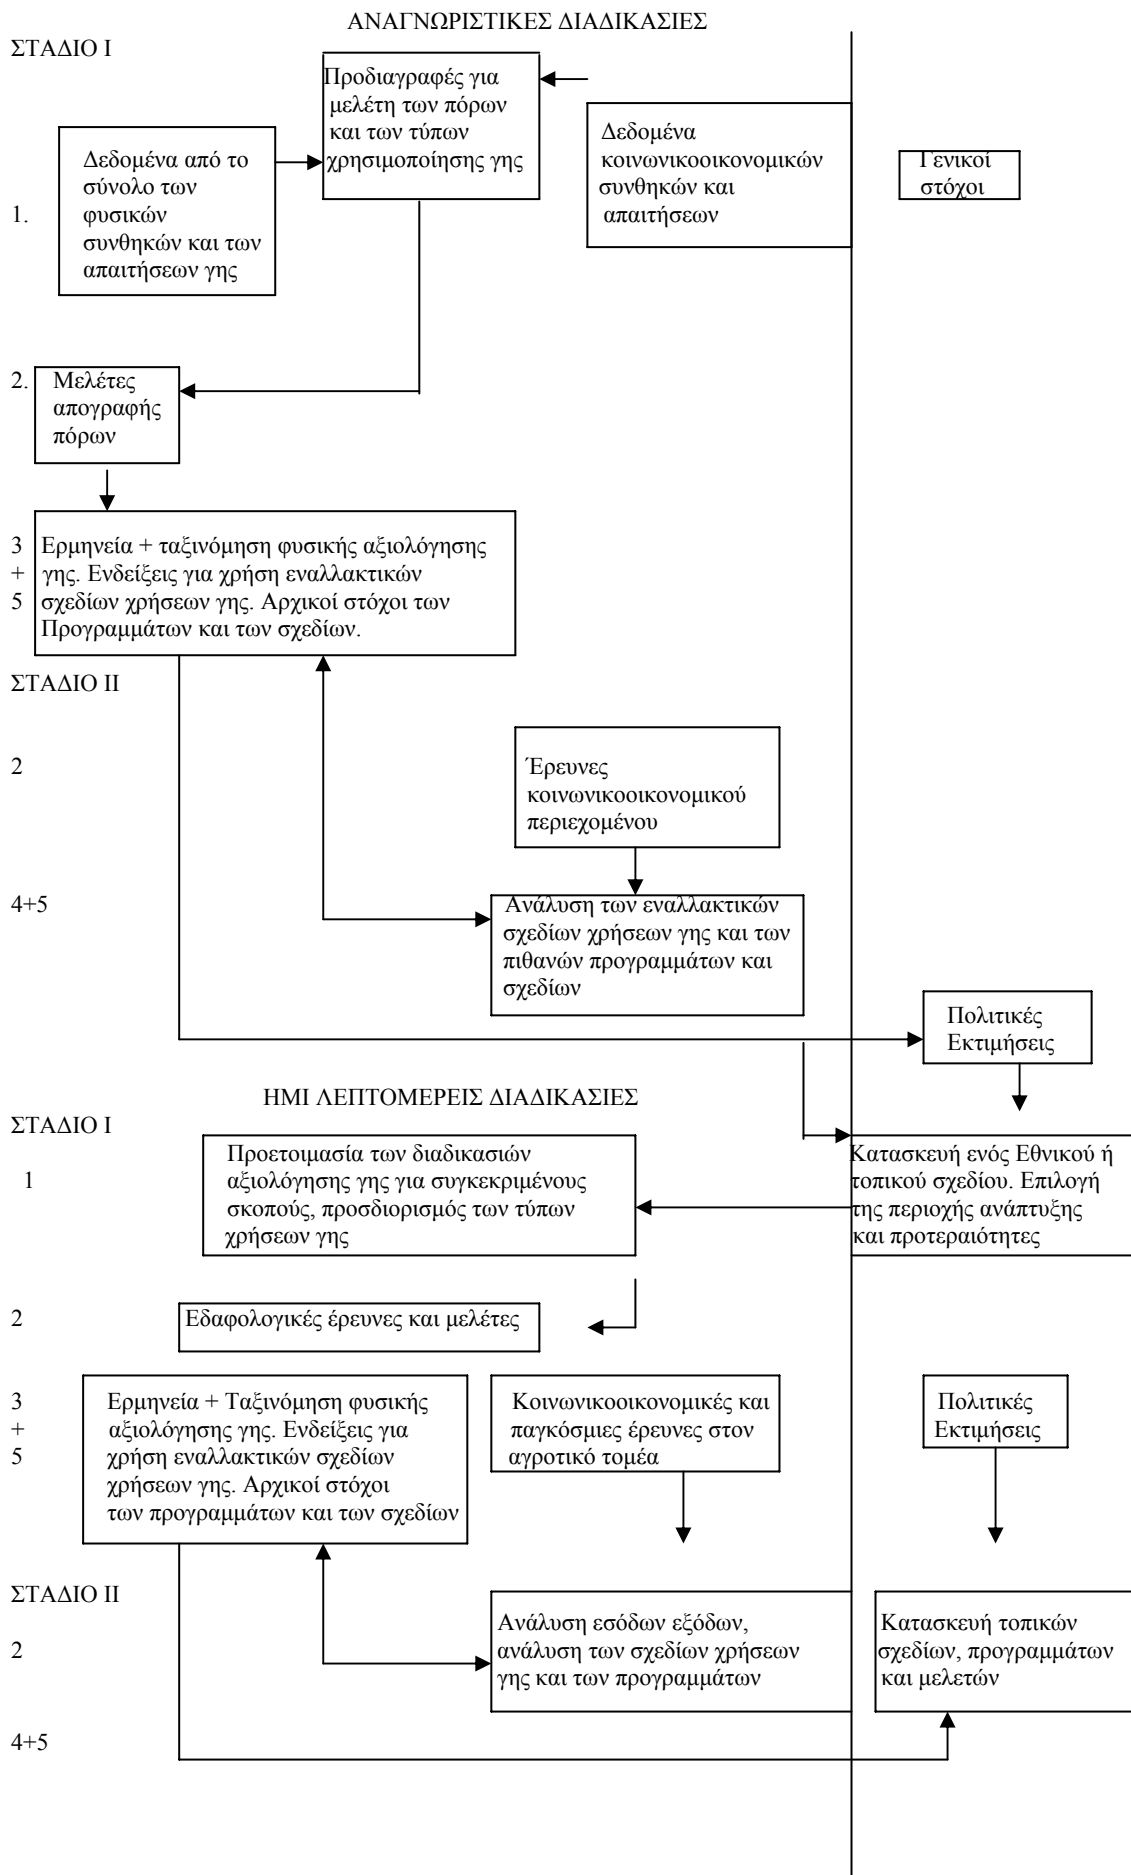 ΑΝΑΓΝΩΡΙΣΤΙΚΕΣ ΔΙΑΔΙΚΑΣΙΕΣ
ΣΤΑΔΙΟ Ι
Προδιαγραφές για
μελέτη των πόρων
και των τύπων
χρησιμοποίησης γης
Δεδομένα
κοινωνικοοικονομικών
συνθηκών και
απαιτήσεων
Γενικοί
στόχοι
1.
Δεδομένα από το
σύνολο των
φυσικών
συνθηκών και των
απαιτήσεων γης
2.
Μελέτες
απογραφής
πόρων
3
+
5
Ερμηνεία + ταξινόμηση φυσικής αξιολόγησης
γης. Ενδείξεις για χρήση εναλλακτικών
σχεδίων χρήσεων γης. Αρχικοί στόχοι των
Προγραμμάτων και των σχεδίων.
ΣΤΑΔΙΟ ΙΙ
2
Έρευνες
κοινωνικοοικονομικού
περιεχομένου
4+5
Ανάλυση των εναλλακτικών
σχεδίων χρήσεων γης και των
πιθανών προγραμμάτων και
σχεδίων
Πολιτικές
Εκτιμήσεις
ΗΜΙ ΛΕΠΤΟΜΕΡΕΙΣ ΔΙΑΔΙΚΑΣΙΕΣ
ΣΤΑΔΙΟ Ι
1
Προετοιμασία των διαδικασιών
αξιολόγησης γης για συγκεκριμένους
σκοπούς, προσδιορισμός των τύπων
χρήσεων γης
Κατασκευή ενός Εθνικού ή
τοπικού σχεδίου. Επιλογή
της περιοχής ανάπτυξης
και προτεραιότητες
2
Εδαφολογικές έρευνες και μελέτες
3
+
5
Ερμηνεία + Ταξινόμηση φυσικής
αξιολόγησης γης. Ενδείξεις για
χρήση εναλλακτικών σχεδίων
χρήσεων γης. Αρχικοί στόχοι
των προγραμμάτων και των σχεδίων
Κοινωνικοοικονομικές και
παγκόσμιες έρευνες στον
αγροτικό τομέα
Πολιτικές
Εκτιμήσεις
ΣΤΑΔΙΟ ΙΙ
2
Ανάλυση εσόδων εξόδων,
ανάλυση των σχεδίων χρήσεων
γης και των προγραμμάτων
Κατασκευή τοπικών
σχεδίων, προγραμμάτων
και μελετών
4+5